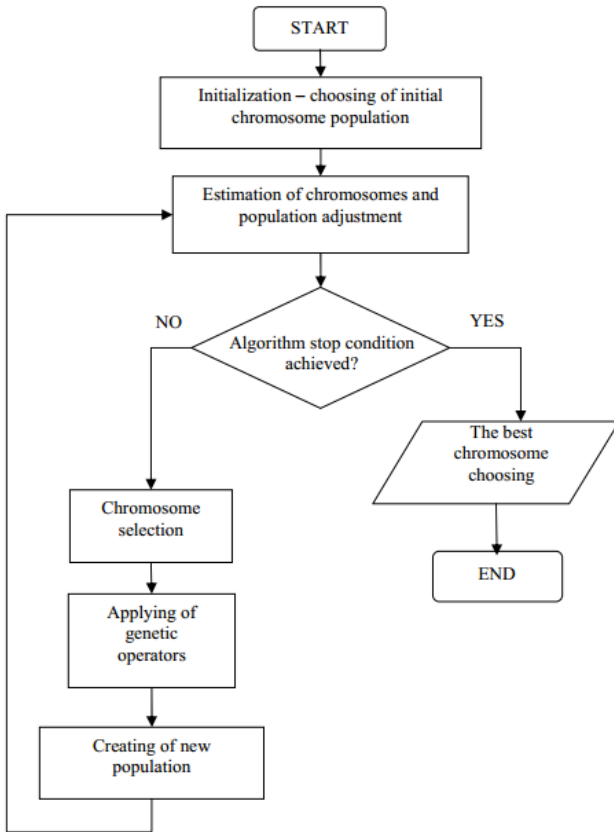 START
Initialization – choosing of initial
chromosome population
Estimation of chromosomes and
population adjustment
NO
YES
Algorithm stop condition
achieved?
The best
chromosome
choosing
Chromosome
selection
END
Applying of
genetic
operators
Creating of new
population